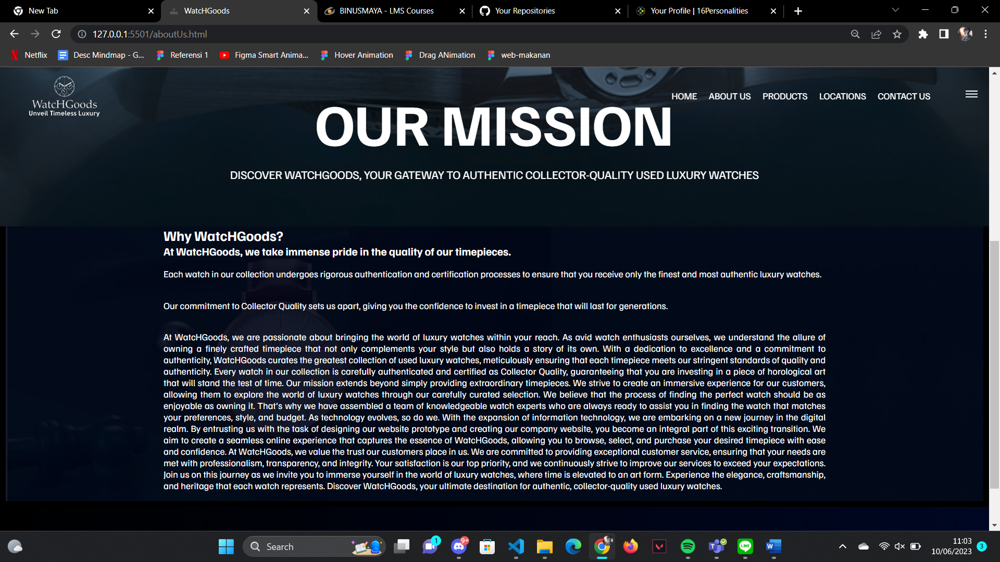 New Tab
WatcHGoods
BINUSMAYA - LMS Courses
Your Repositories
Your Profile | 16Personalities
127.0.0.1:5501/aboutUs.html
Netflix
Desc Mindmap - G...
Referensi 1
Figma Smart Anima...
Hover Animation
Drag ANimation
web-makanan
WatcHGoods
Unveil Timeless Luxury
HOME
ABOUT US
PRODUCTS
LOCATIONS
CONTACT US
OUR MISSION
DISCOVER WATCHGOODS, YOUR GATEWAY TO AUTHENTIC COLLECTOR-QUALITY USED LUXURY WATCHES
Why WatcHGoods?
At WatcHGoods, we take immense pride in the quality of our timepieces.
Each watch in our collection undergoes rigorous authentication and certification processes to ensure that you receive only the finest and most authentic luxury watches.
Our commitment to Collector Quality sets us apart, giving you the confidence to invest in a timepiece that will last for generations.
At WatcHGoods, we are passionate about bringing the world of luxury watches within your reach. As avid watch enthusiasts ourselves, we understand the allure of
owning a finely crafted timepiece that not only complements your style but also holds a story of its own. With a dedication to excellence and a commitment to
authenticity, WatcHGoods curates the greatest collection of used luxury watches, meticulously ensuring that each timepiece meets our stringent standards of quality and
authenticity. Every watch in our collection is carefully authenticated and certified as Collector Quality, guaranteeing that you are investing in a piece of horological art
that will stand the test of time. Our mission extends beyond simply providing extraordinary timepieces. We strive to create an immersive experience for our customers,
allowing them to explore the world of luxury watches through our carefully curated selection. We believe that the process of finding the perfect watch should be as
enjoyable as owning it. That's why we have assembled a team of knowledgeable watch experts who are always ready to assist you in finding the watch that matches
your preferences, style, and budget. As technology evolves, so do we. With the expansion of information technology, we are embarking on a new journey in the digital
realm. By entrusting us with the task of designing our website prototype and creating our company website, you become an integral part of this exciting transition. We
aim to create a seamless online experience that captures the essence of WatcHGoods, allowing you to browse, select, and purchase your desired timepiece with ease
and confidence. At WatcHGoods, we value the trust our customers place in us. We are committed to providing exceptional customer service, ensuring that your needs are
met with professionalism, transparency, and integrity. Your satisfaction is our top priority, and we continuously strive to improve our services to exceed your expectations.
Join us on this journey as we invite you to immerse yourself in the world of luxury watches, where time is elevated to an art form. Experience the elegance, craftsmanship,
and heritage that each watch represents. Discover WatcHGoods, your ultimate destination for authentic, collector-quality used luxury watches.
Search
1
9+
LINE
W
11:03
10/06/2023
3